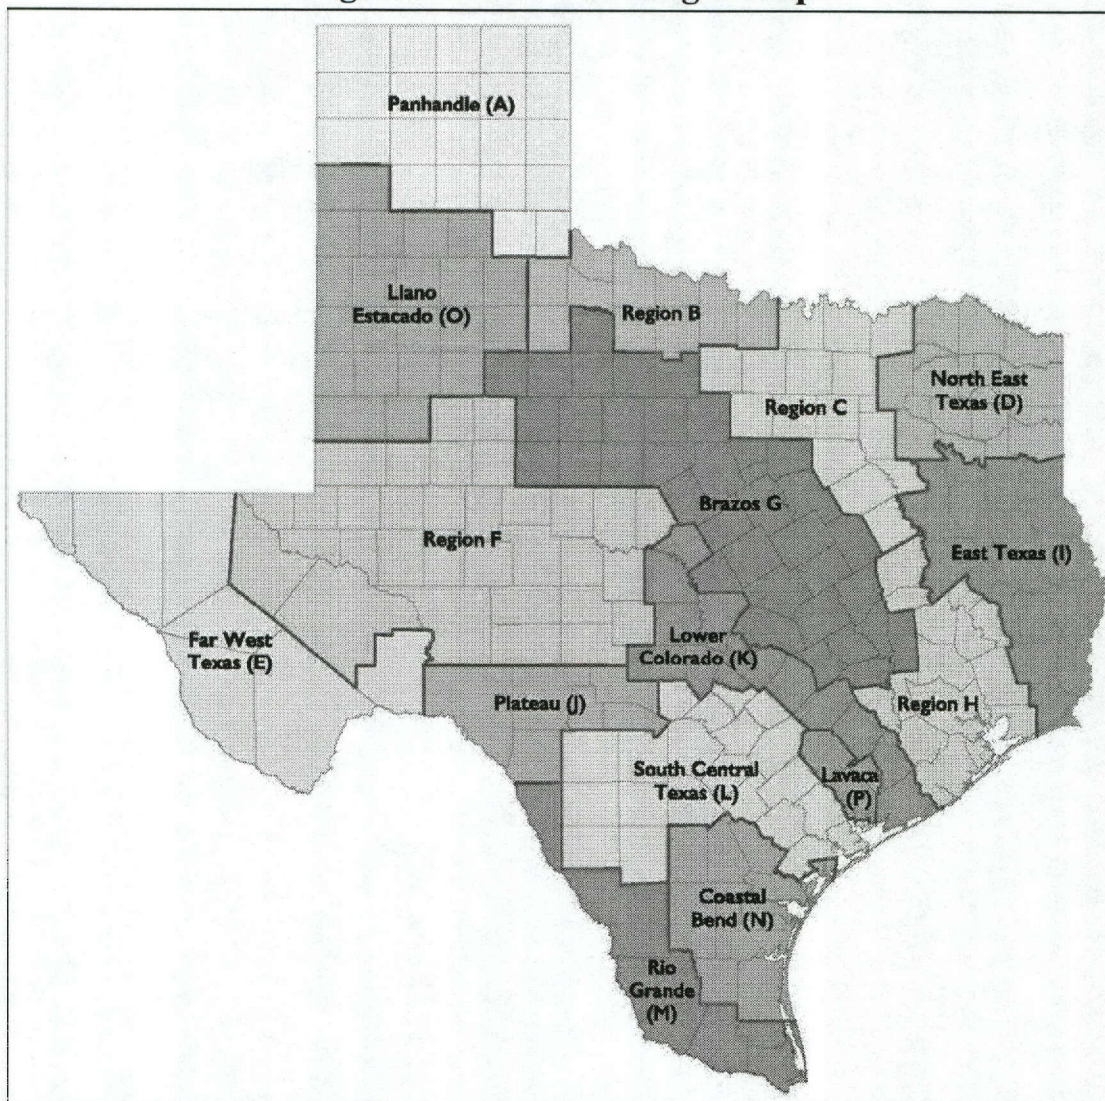 Panhandle (A)
Llano
Estacado (O)
Region B
North East
Texas (D)
Region C
Brazos G
Region F
East Texas (I)
Far West
Texas (E)
Lower
Colorado (K)
Plateau (J)
Region H
South Central
Texas (L)
Lavaca
(P)
Coastal
Bend (N)
Rio
Grande
(M)